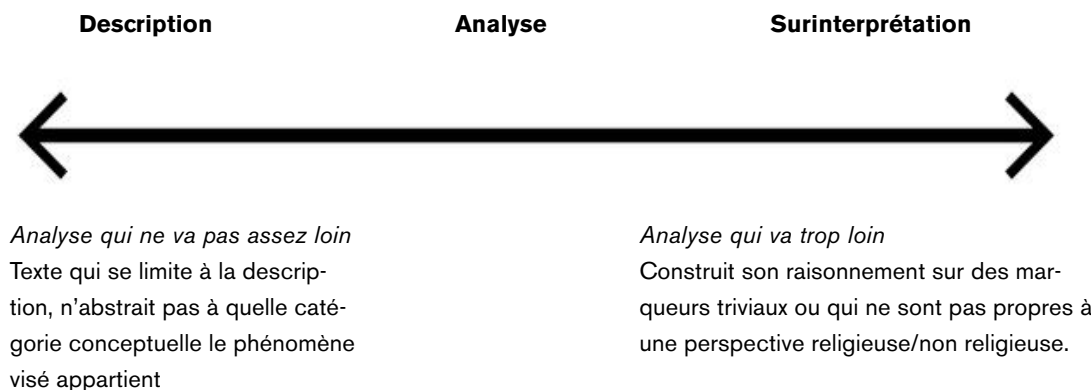 Description
Analyse
Surinterprétation
Analyse qui ne va pas assez loin
Texte qui se limite à la descrip-
tion, n'abstrait pas à quelle caté-
gorie conceptuelle le phénomène
visé appartient
Analyse qui va trop loin
Construit son raisonnement sur des mar-
queurs triviaux ou qui ne sont pas propres à
une perspective religieuse/non religieuse.